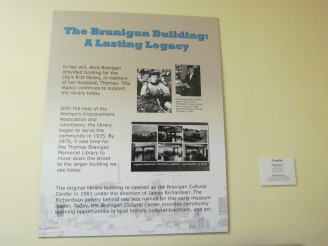 The Branigan Building:
A Lasting Legacy
In her will, Alice Branigan
provided funding for the
city's first library, in memory
of her husband, Thomas. This
legacy continues to support
the library today.
With the help of the
Women's Improvement
Association and
volunteers, the library
began to serve the
community in 1935. By
1979, it was time for
the Thomas Branigan
Memorial Library to
move down the street
to the larger building we
see today.
The original library building re-opened as the Branigan Cultural
Center in 1981 under the direction of James Richardson. The
Richardson gallery behind you was named for the early museum
leader. Today, the Branigan Cultural Center provides community
learning opportunities in local history, cultural traditions, and art.